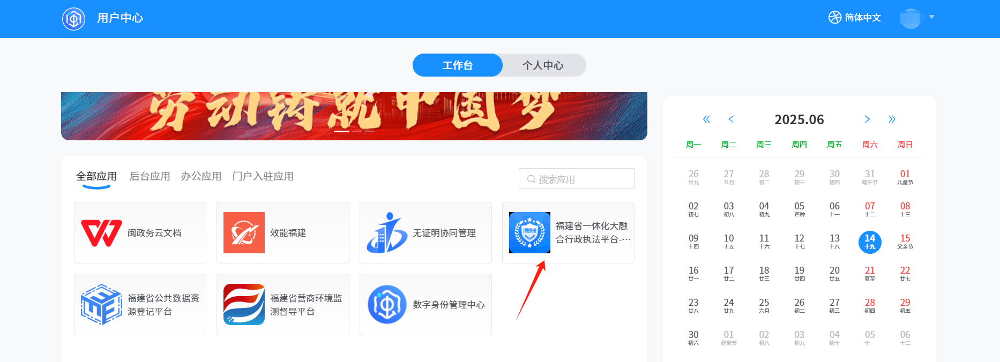 用户中心
简体中文
工作台
个人中心
劳动铸就中国梦
全部应用 后台应用 办公应用 门户入驻应用
搜索应用
闽政务云文档
效能福建
无证明协同管理
闽执法
福建省一体化大融
合行政执法平台-···
福建省公共数据资
源登记平台
福建省营商环境监
测督导平台
数字身份管理中心
2025.06
周一 周二 周三 周四 周五 周六 周日
26 27 28 29 30 31 01
廿九 五月 初二 初三 初四 端午节 儿童节
02 03 04 05 06 07 08
初七 初八 初九 芒种 十一 十二 十三
09 10 11 12 13 14 15
十四 十五 十六 十七 十八 十九 父亲节
16 17 18 19 20 21 22
廿一 廿二 廿三 廿四 廿五 夏至 廿七
23 24 25 26 27 28 29
廿八 廿九 六月 初二 初三 初四 初五
30 01 02 03 04 05 06
初六 建党节 初八 初九 初十 十一 十二